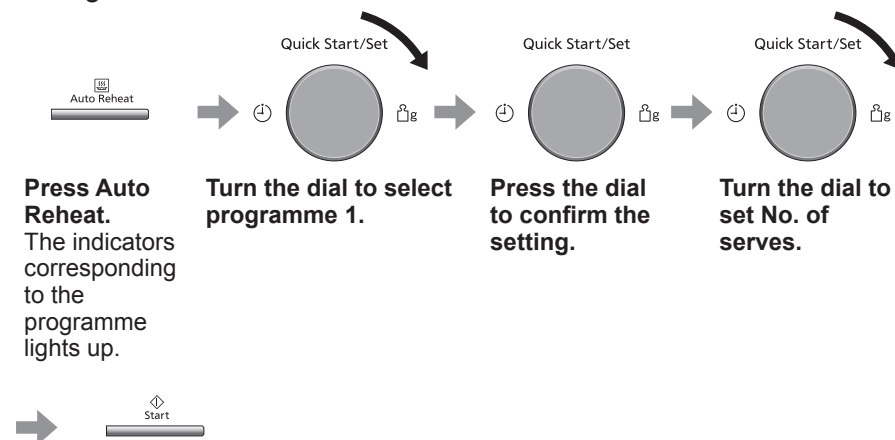 Quick Start/Set
Quick Start/Set
Quick Start/Set
Auto Reheat
g
g
g
Press Auto
Reheat.
The indicators
corresponding
to the
programme
lights up.
Turn the dial to select
programme 1.
Press the dial
to confirm the
setting.
Turn the dial to
set No. of
serves.
Start